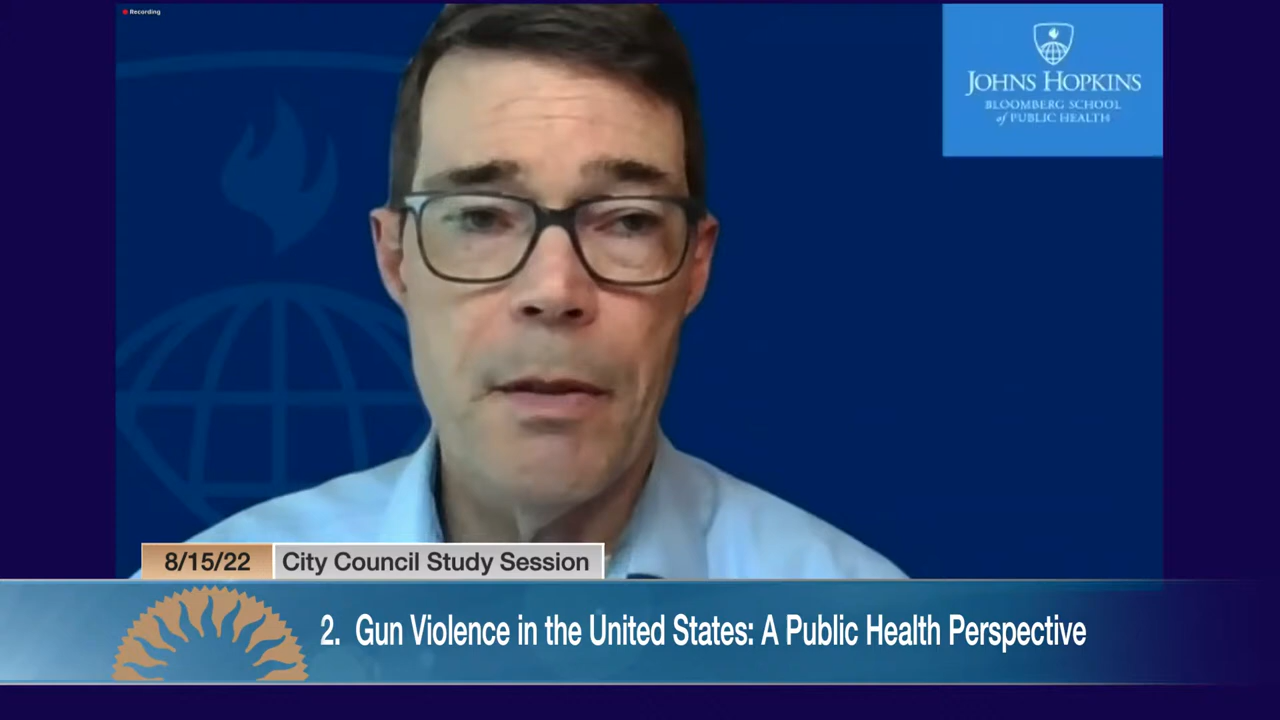 Recording
JOHNS HOPKINS
BLOOMBERG SCHOOL
of PUBLIC HEALTH
8/15/22 City Council Study Session
2. Gun Violence in the United States: A Public Health Perspective